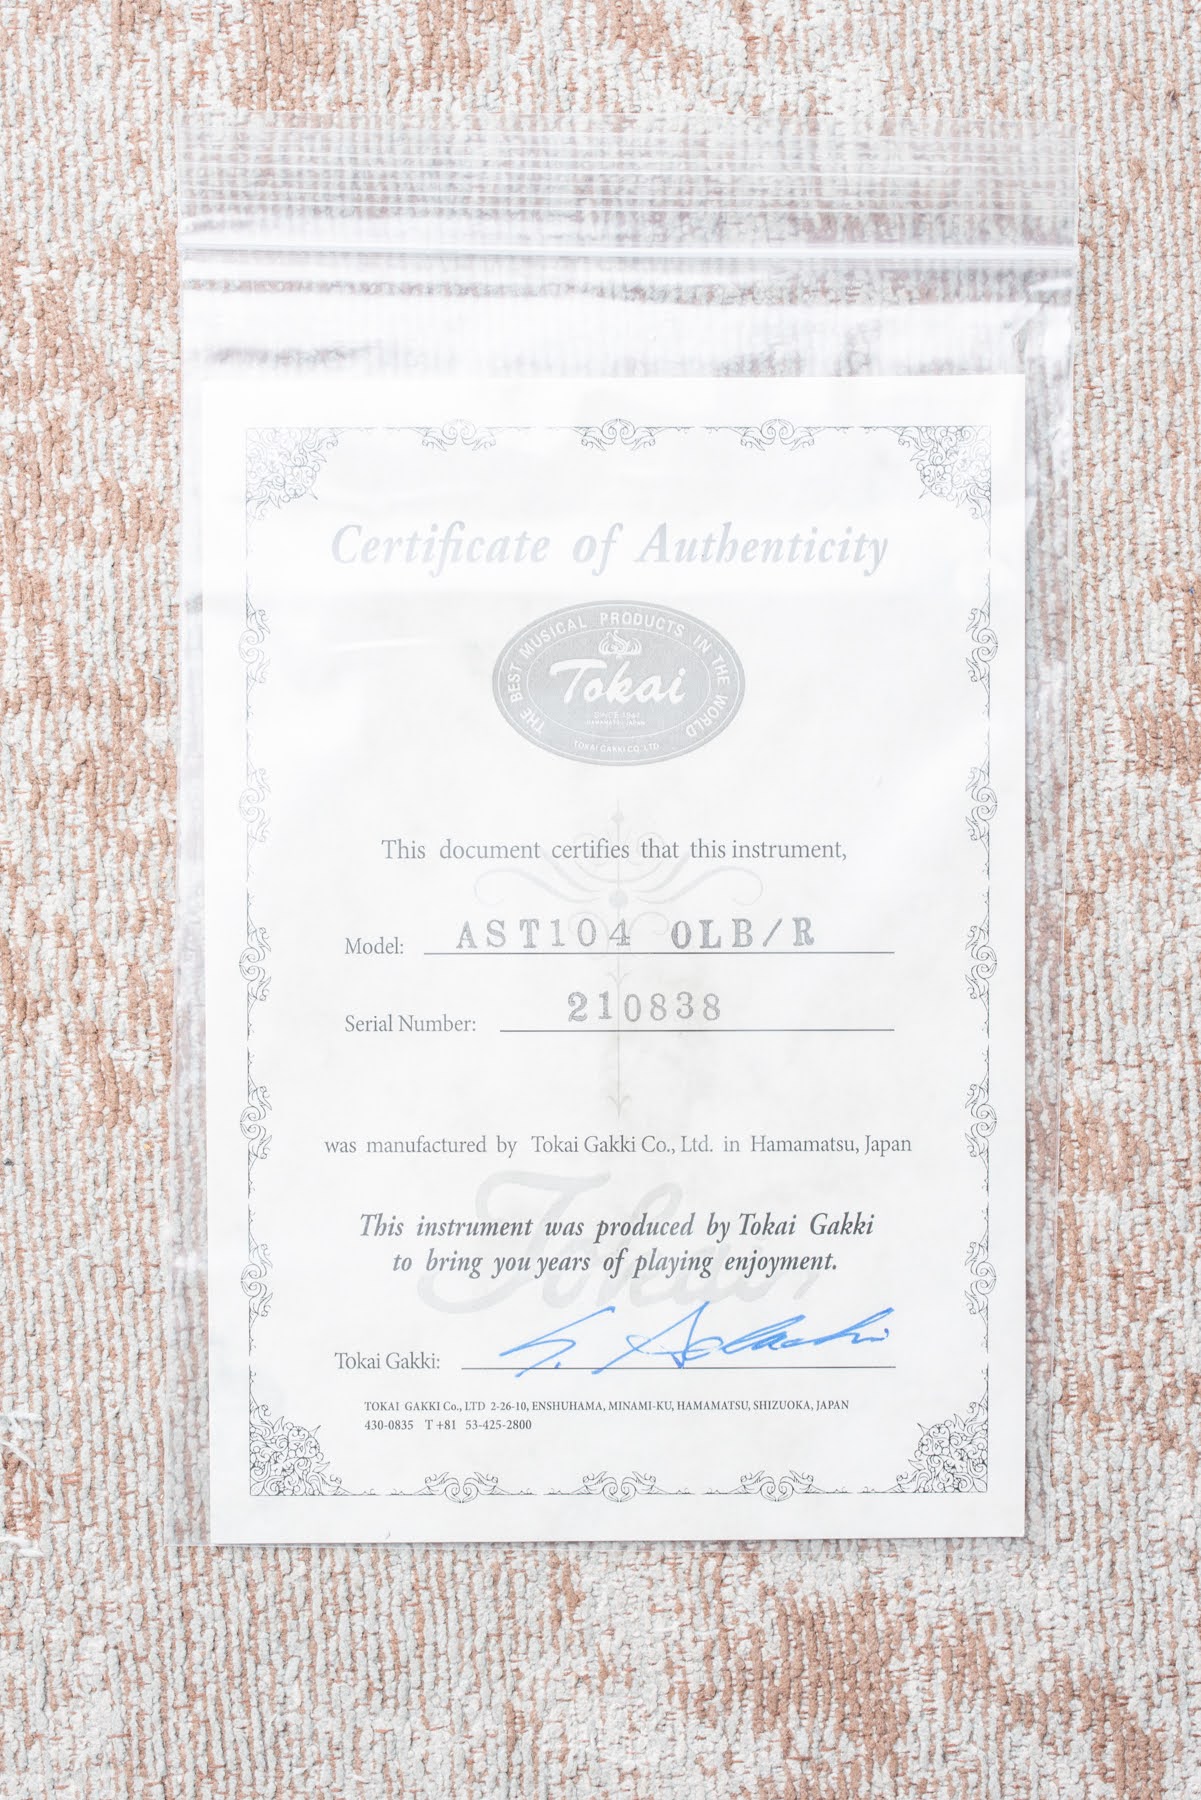 Certificate of Authenticity
THE BEST MUSICAL PRODUCTS IN THE WORLD
Tokai
HAMAMATSU JAPAN
TOKAI GAKKI CO., LTD
This document certifies that this instrument,
Model: AST104 OLB/R
Serial Number: 210838
was manufactured by Tokai Gakki Co., Ltd. in Hamamatsu, Japan
Tokai
This instrument was produced by Tokai Gakki
to bring you years of playing enjoyment.
Tokai Gakki:
TOKAI GAKKI Co., LTD 2-26-10, ENSHUHAMA, MINAMI-KU, HAMAMATSU, SHIZUOKA, JAPAN
430-0835 T +81 53-425-2800